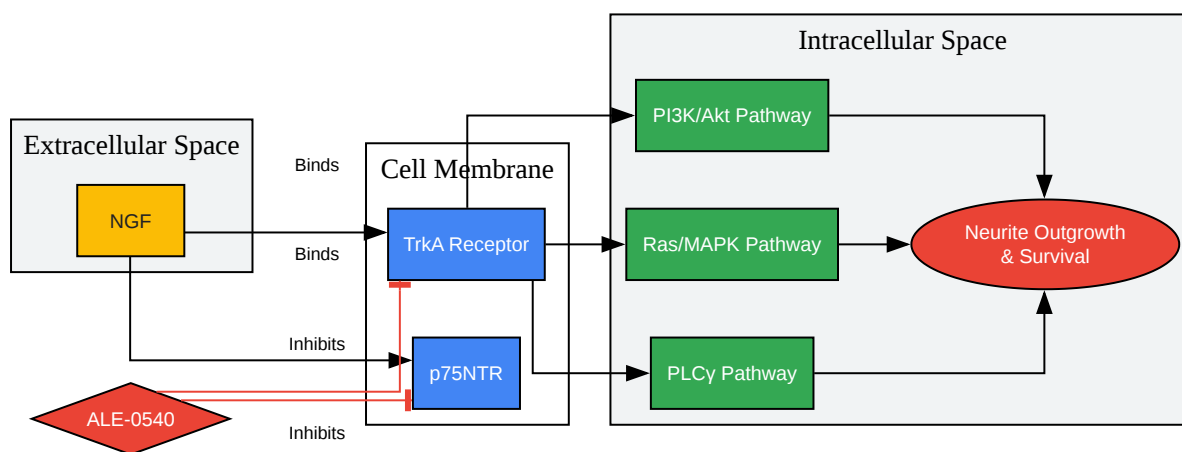 Intracellular Space
PI3K/Akt Pathway
Extracellular Space
Binds
Cell Membrane
NGF
TrkA Receptor
Ras/MAPK Pathway
Neurite Outgrowth
& Survival
Binds
Inhibits
p75NTR
PLCγ Pathway
ALE-0540
Inhibits